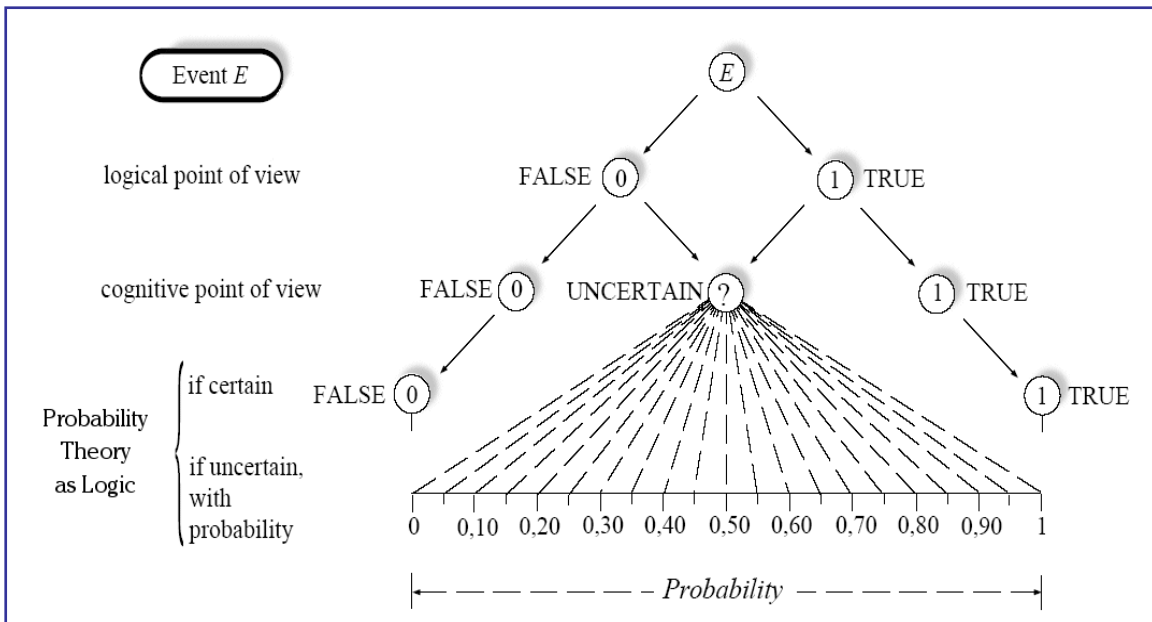 Event E
E
logical point of view
FALSE 0
1 TRUE
cognitive point of view
FALSE 0
UNCERTAIN ?
1 TRUE
Probability
Theory
as Logic
if certain
if uncertain,
with
probability
FALSE 0
1 TRUE
0 0,10 0,20 0,30 0,40 0,50 0,60 0,70 0,80 0,90 1
Probability